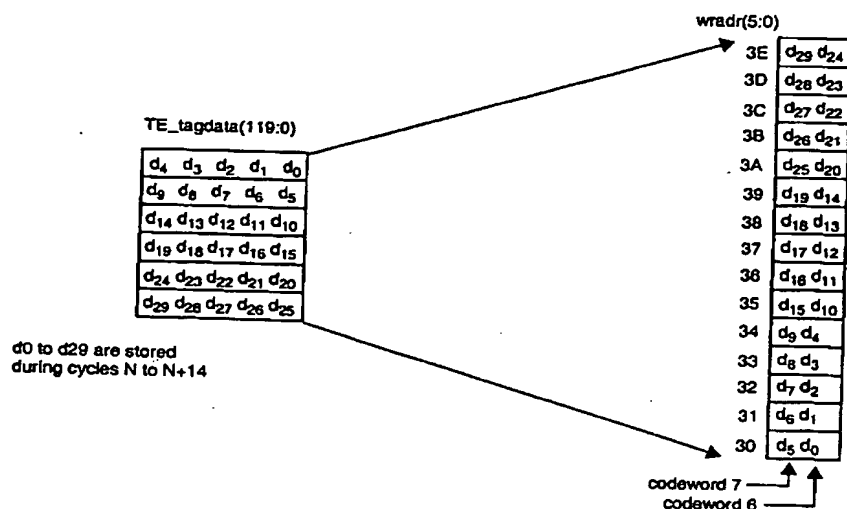 wradr(5:0)
3E d29 d24
3D d28 d23
3C d27 d22
3B d26 d21
3A d25 d20
39 d19 d14
38 d18 d13
37 d17 d12
36 d16 d11
35 d15 d10
34 d9 d4
33 d8 d3
32 d7 d2
31 d6 d1
30 d5 d0
codeword 7
codeword 6
TE_tagdata(119:0)
d4 d3 d2 d1 d0
d9 d8 d7 d6 d5
d14 d13 d12 d11 d10
d19 d18 d17 d16 d15
d24 d23 d22 d21 d20
d29 d28 d27 d26 d25
d0 to d29 are stored
during cycles N to N+14